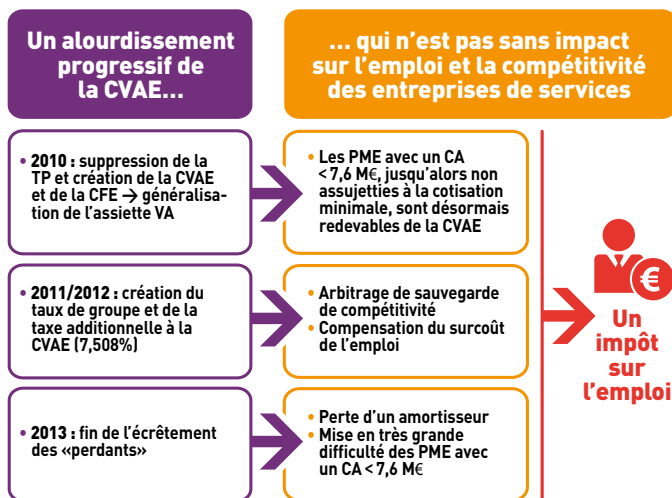 Un alourdissement
progressif de
la CVAE...
... qui n'est pas sans impact
sur l'emploi et la compétitivité
des entreprises de services
• 2010 : suppression de la
TP et création de la CVAE
et de la CFE → généralisa-
tion de l'assiette VA
• Les PME avec un CA
< 7,6 M€, jusqu'alors non
assujetties à la cotisation
minimale, sont désormais
redevables de la CVAE
• 2011/2012 : création du
taux de groupe et de la
taxe additionnelle à la
CVAE (7,508%)
• Arbitrage de sauvegarde
de compétitivité
• Compensation du surcoût
de l'emploi
• 2013 : fin de l'écrêtement
des «perdants»
• Perte d'un amortisseur
• Mise en très grande
difficulté des PME avec
un CA < 7,6 M€
€
Un
impôt
sur
l'emploi